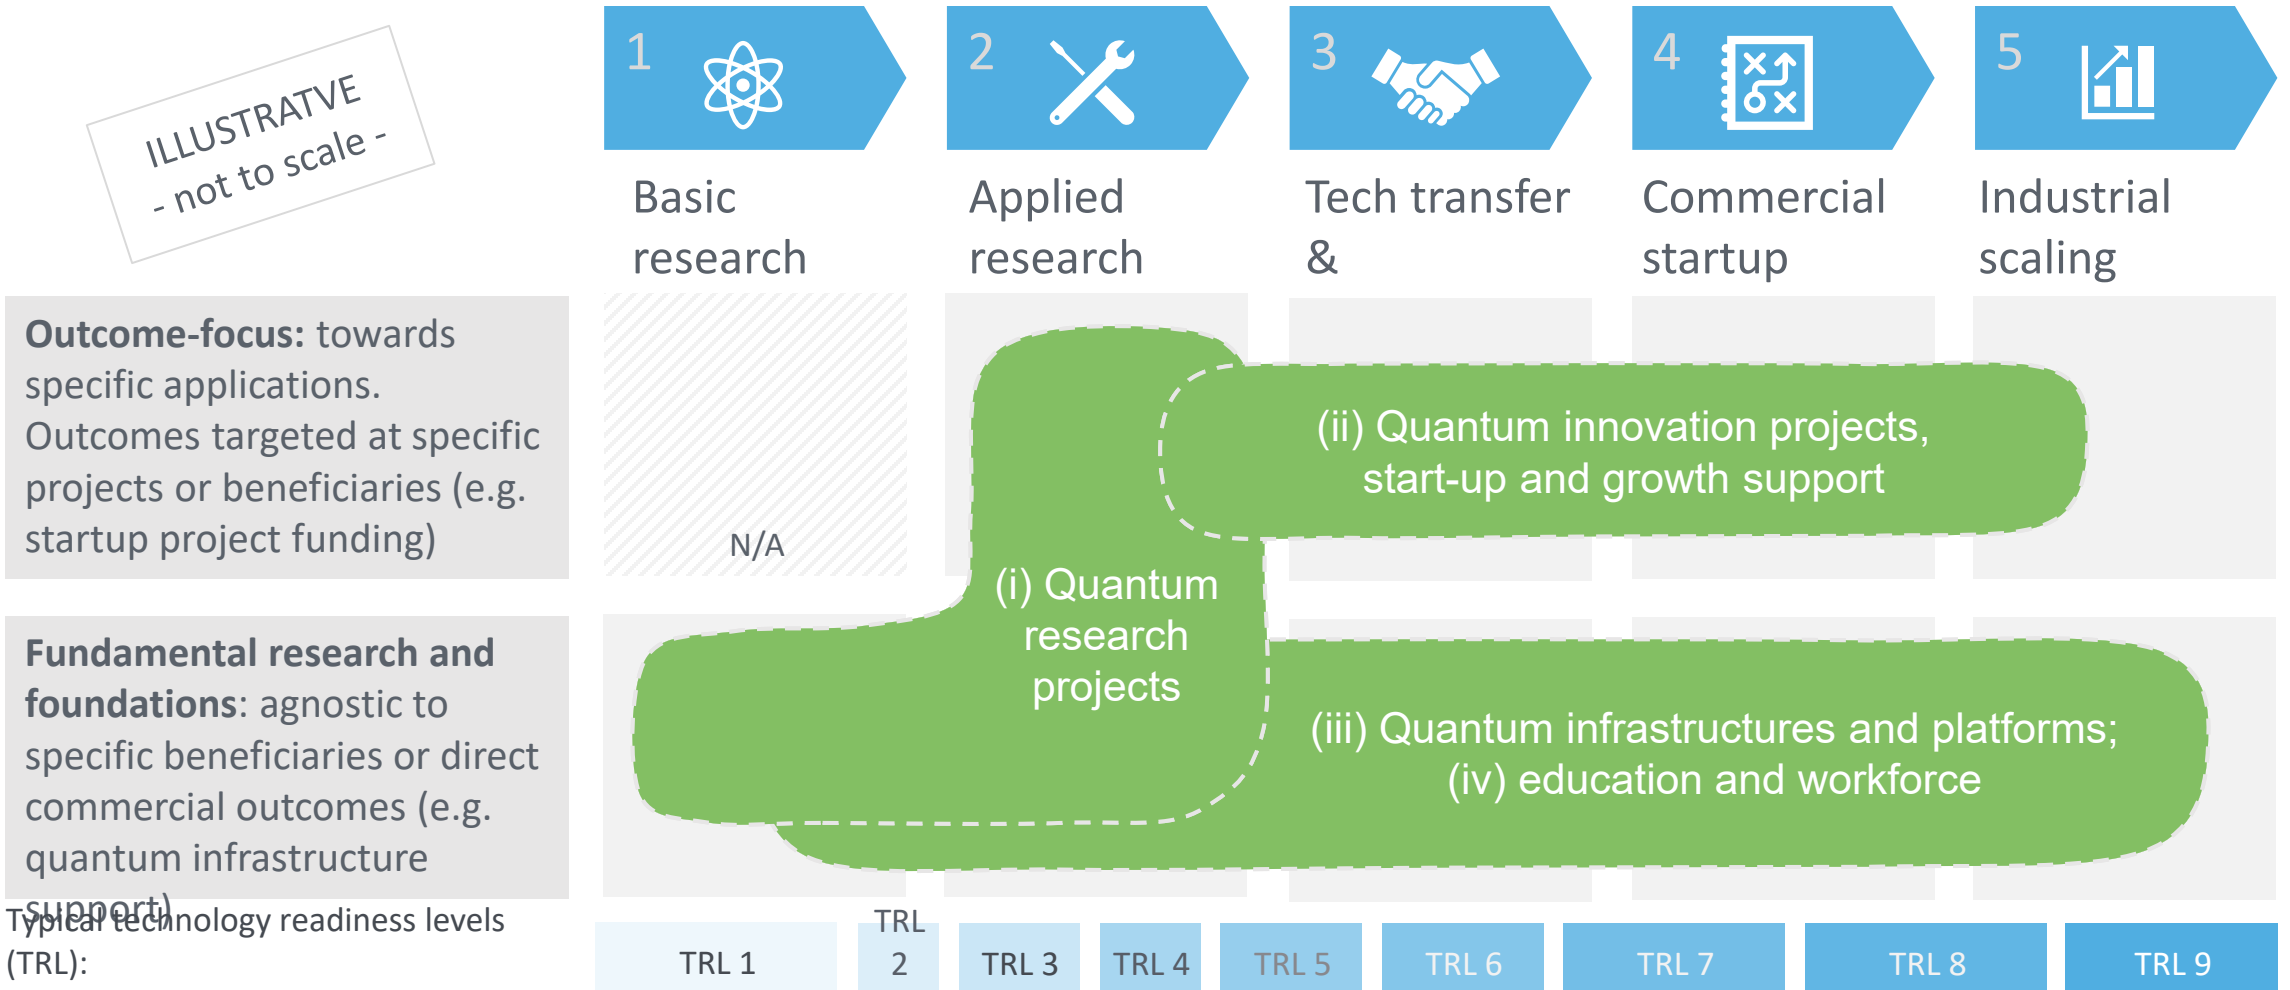 ILLUSTRATVE
- not to scale -
1
2
3
4
5
Basic
research
Applied
research
Tech transfer
&
Commercial
startup
Industrial
scaling
Outcome-focus: towards
specific applications.
Outcomes targeted at specific
projects or beneficiaries (e.g.
startup project funding)
N/A
(i) Quantum
research
projects
(ii) Quantum innovation projects,
start-up and growth support
Fundamental research and
foundations: agnostic to
specific beneficiaries or direct
commercial outcomes (e.g.
quantum infrastructure
support)
(iii) Quantum infrastructures and platforms;
(iv) education and workforce
Typical technology readiness levels
(TRL):
TRL 1
TRL
2
TRL 3
TRL 4
TRL 5
TRL 6
TRL 7
TRL 8
TRL 9